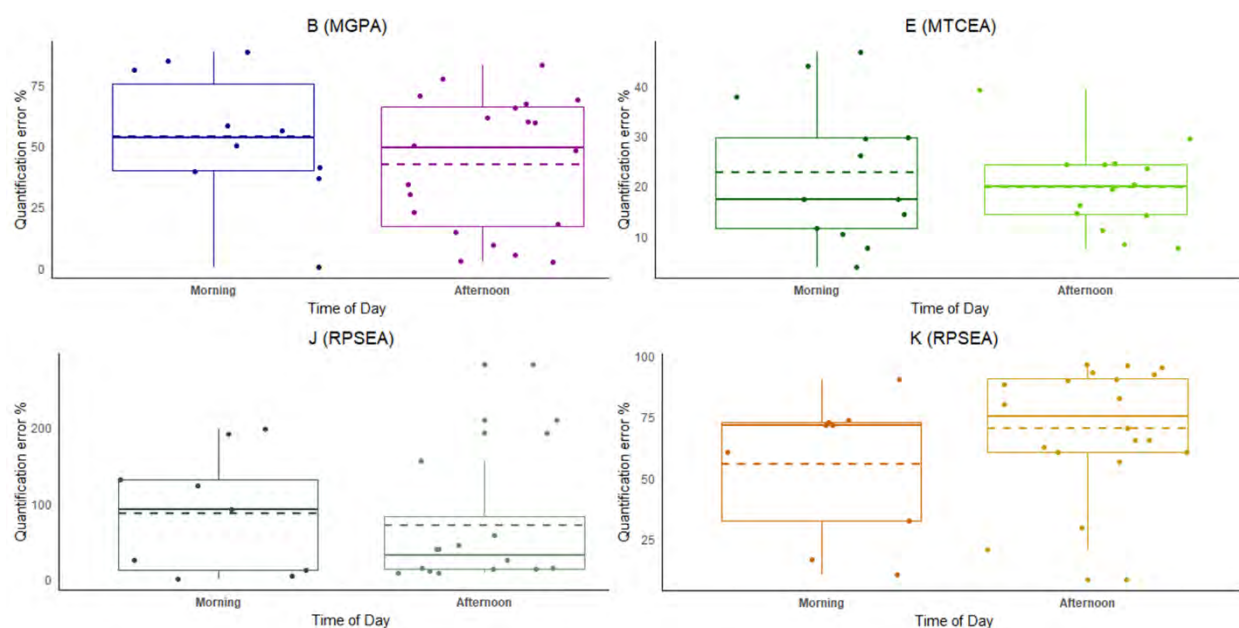 B (MGPA)
Quantification error %
75
50
25
0
Morning
Afternoon
Time of Day
E (MTCEA)
Quantification error %
40
30
20
10
Morning
Afternoon
Time of Day
J (RPSEA)
Quantification error %
200
100
0
Morning
Afternoon
Time of Day
K (RPSEA)
Quantification error %
100
75
50
25
Morning
Afternoon
Time of Day